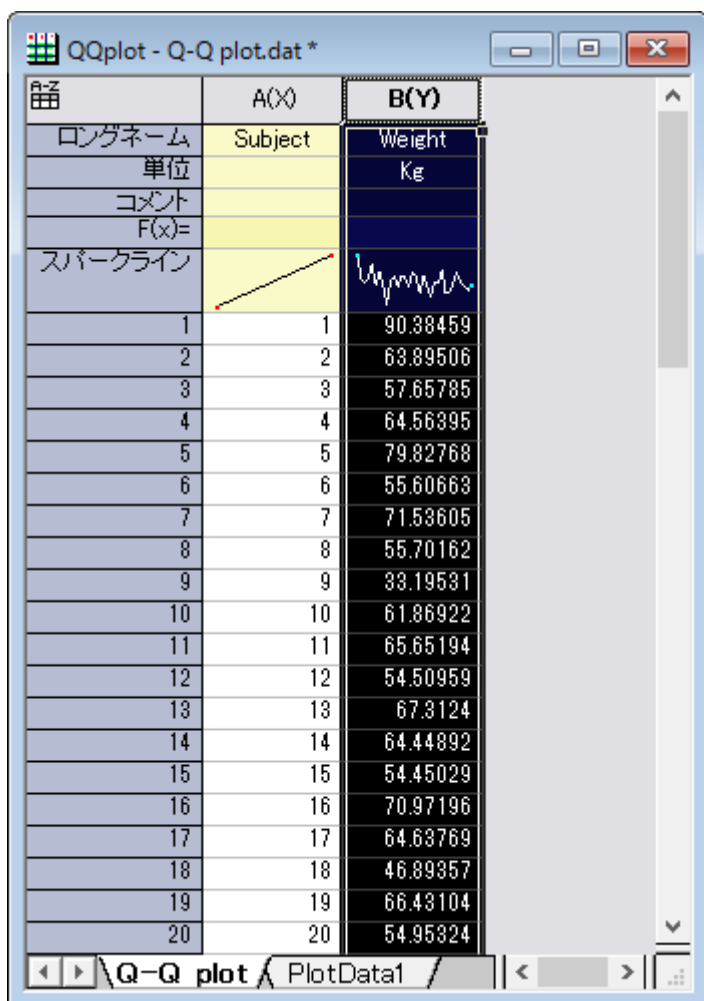 QQplot - Q-Q plot.dat *
A-Z A(X) B(Y)
ロングネーム Subject Weight
単位 Kg
コメント
F(x)=
スパークライン
1 1 90.38459
2 2 63.89506
3 3 57.65785
4 4 64.56395
5 5 79.82768
6 6 55.60663
7 7 71.53605
8 8 55.70162
9 9 33.19531
10 10 61.86922
11 11 65.65194
12 12 54.50959
13 13 67.3124
14 14 64.44892
15 15 54.45029
16 16 70.97196
17 17 64.63769
18 18 46.89357
19 19 66.43104
20 20 54.95324
Q-Q plot PlotData1